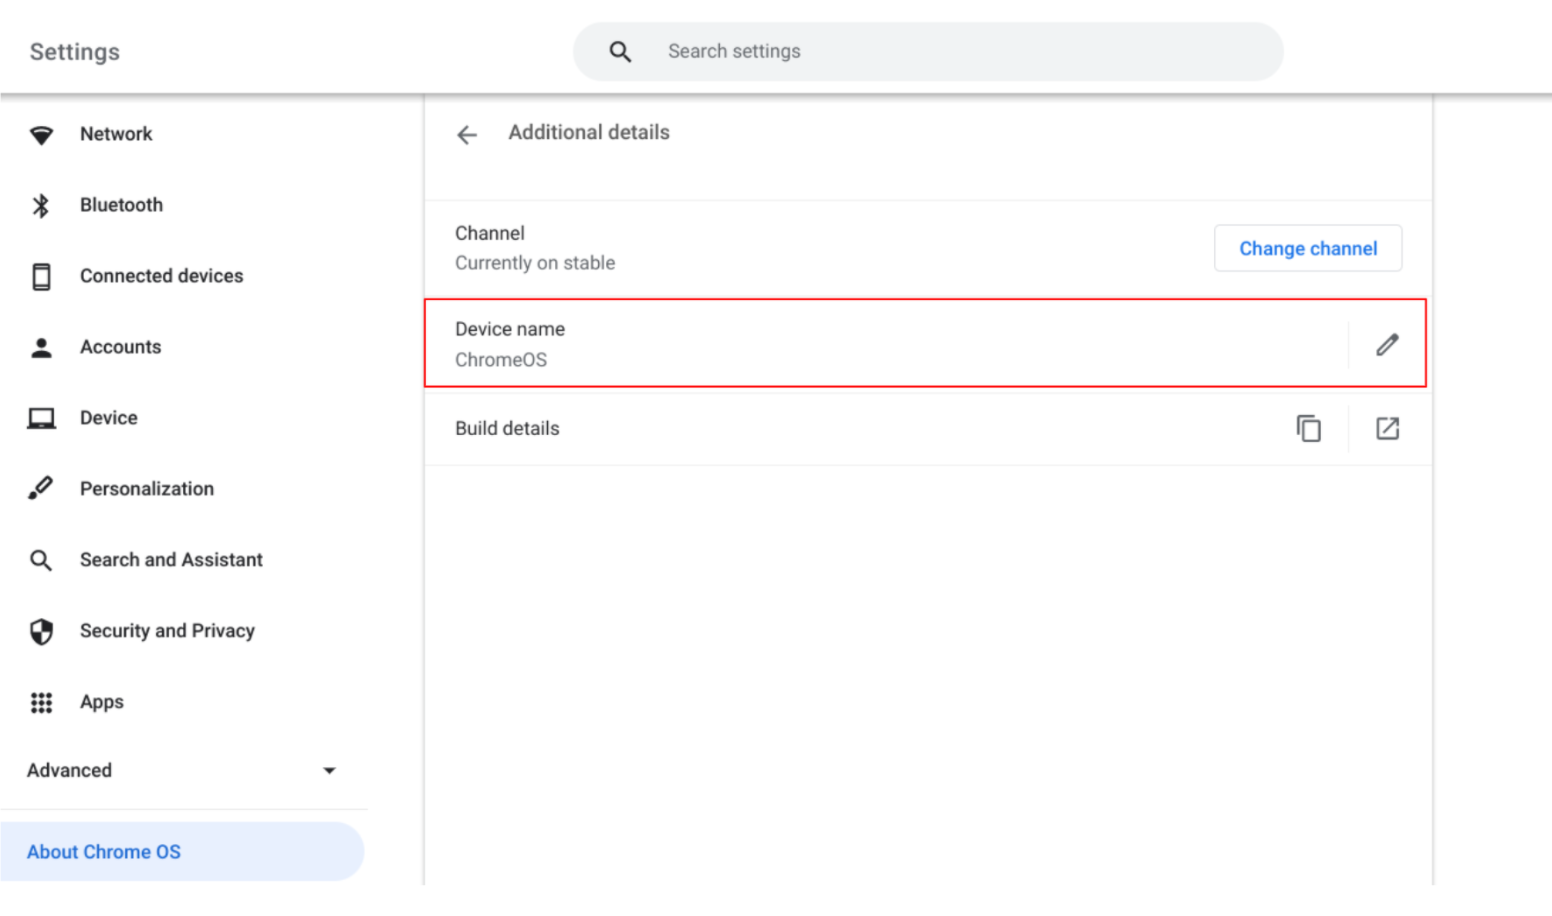 Settings
Search settings
Network
Bluetooth
Connected devices
Accounts
Device
Personalization
Search and Assistant
Security and Privacy
Apps
Advanced
About Chrome OS
Additional details
Channel
Currently on stable
Change channel
Device name
ChromeOS
Build details